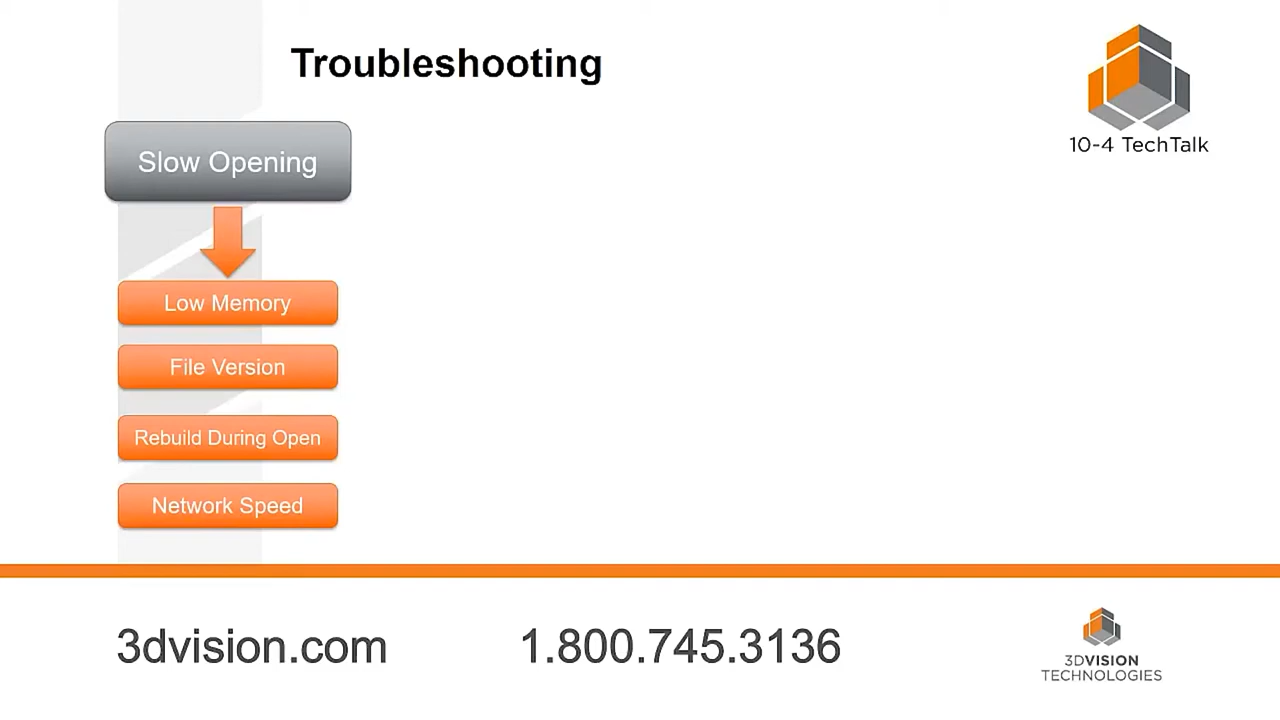 Troubleshooting
10-4 TechTalk
Slow Opening
Low Memory
File Version
Rebuild During Open
Network Speed
3dvision.com
1.800.745.3136
3DVISION
TECHNOLOGIES